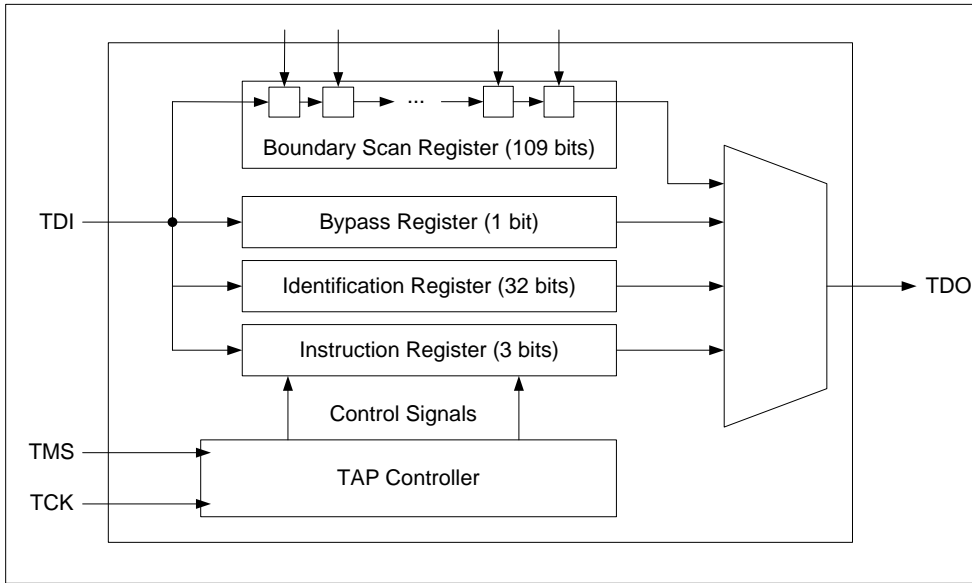 ...
Boundary Scan Register (109 bits)
TDI
Bypass Register (1 bit)
Identification Register (32 bits)
TDO
Instruction Register (3 bits)
Control Signals
TMS
TAP Controller
TCK